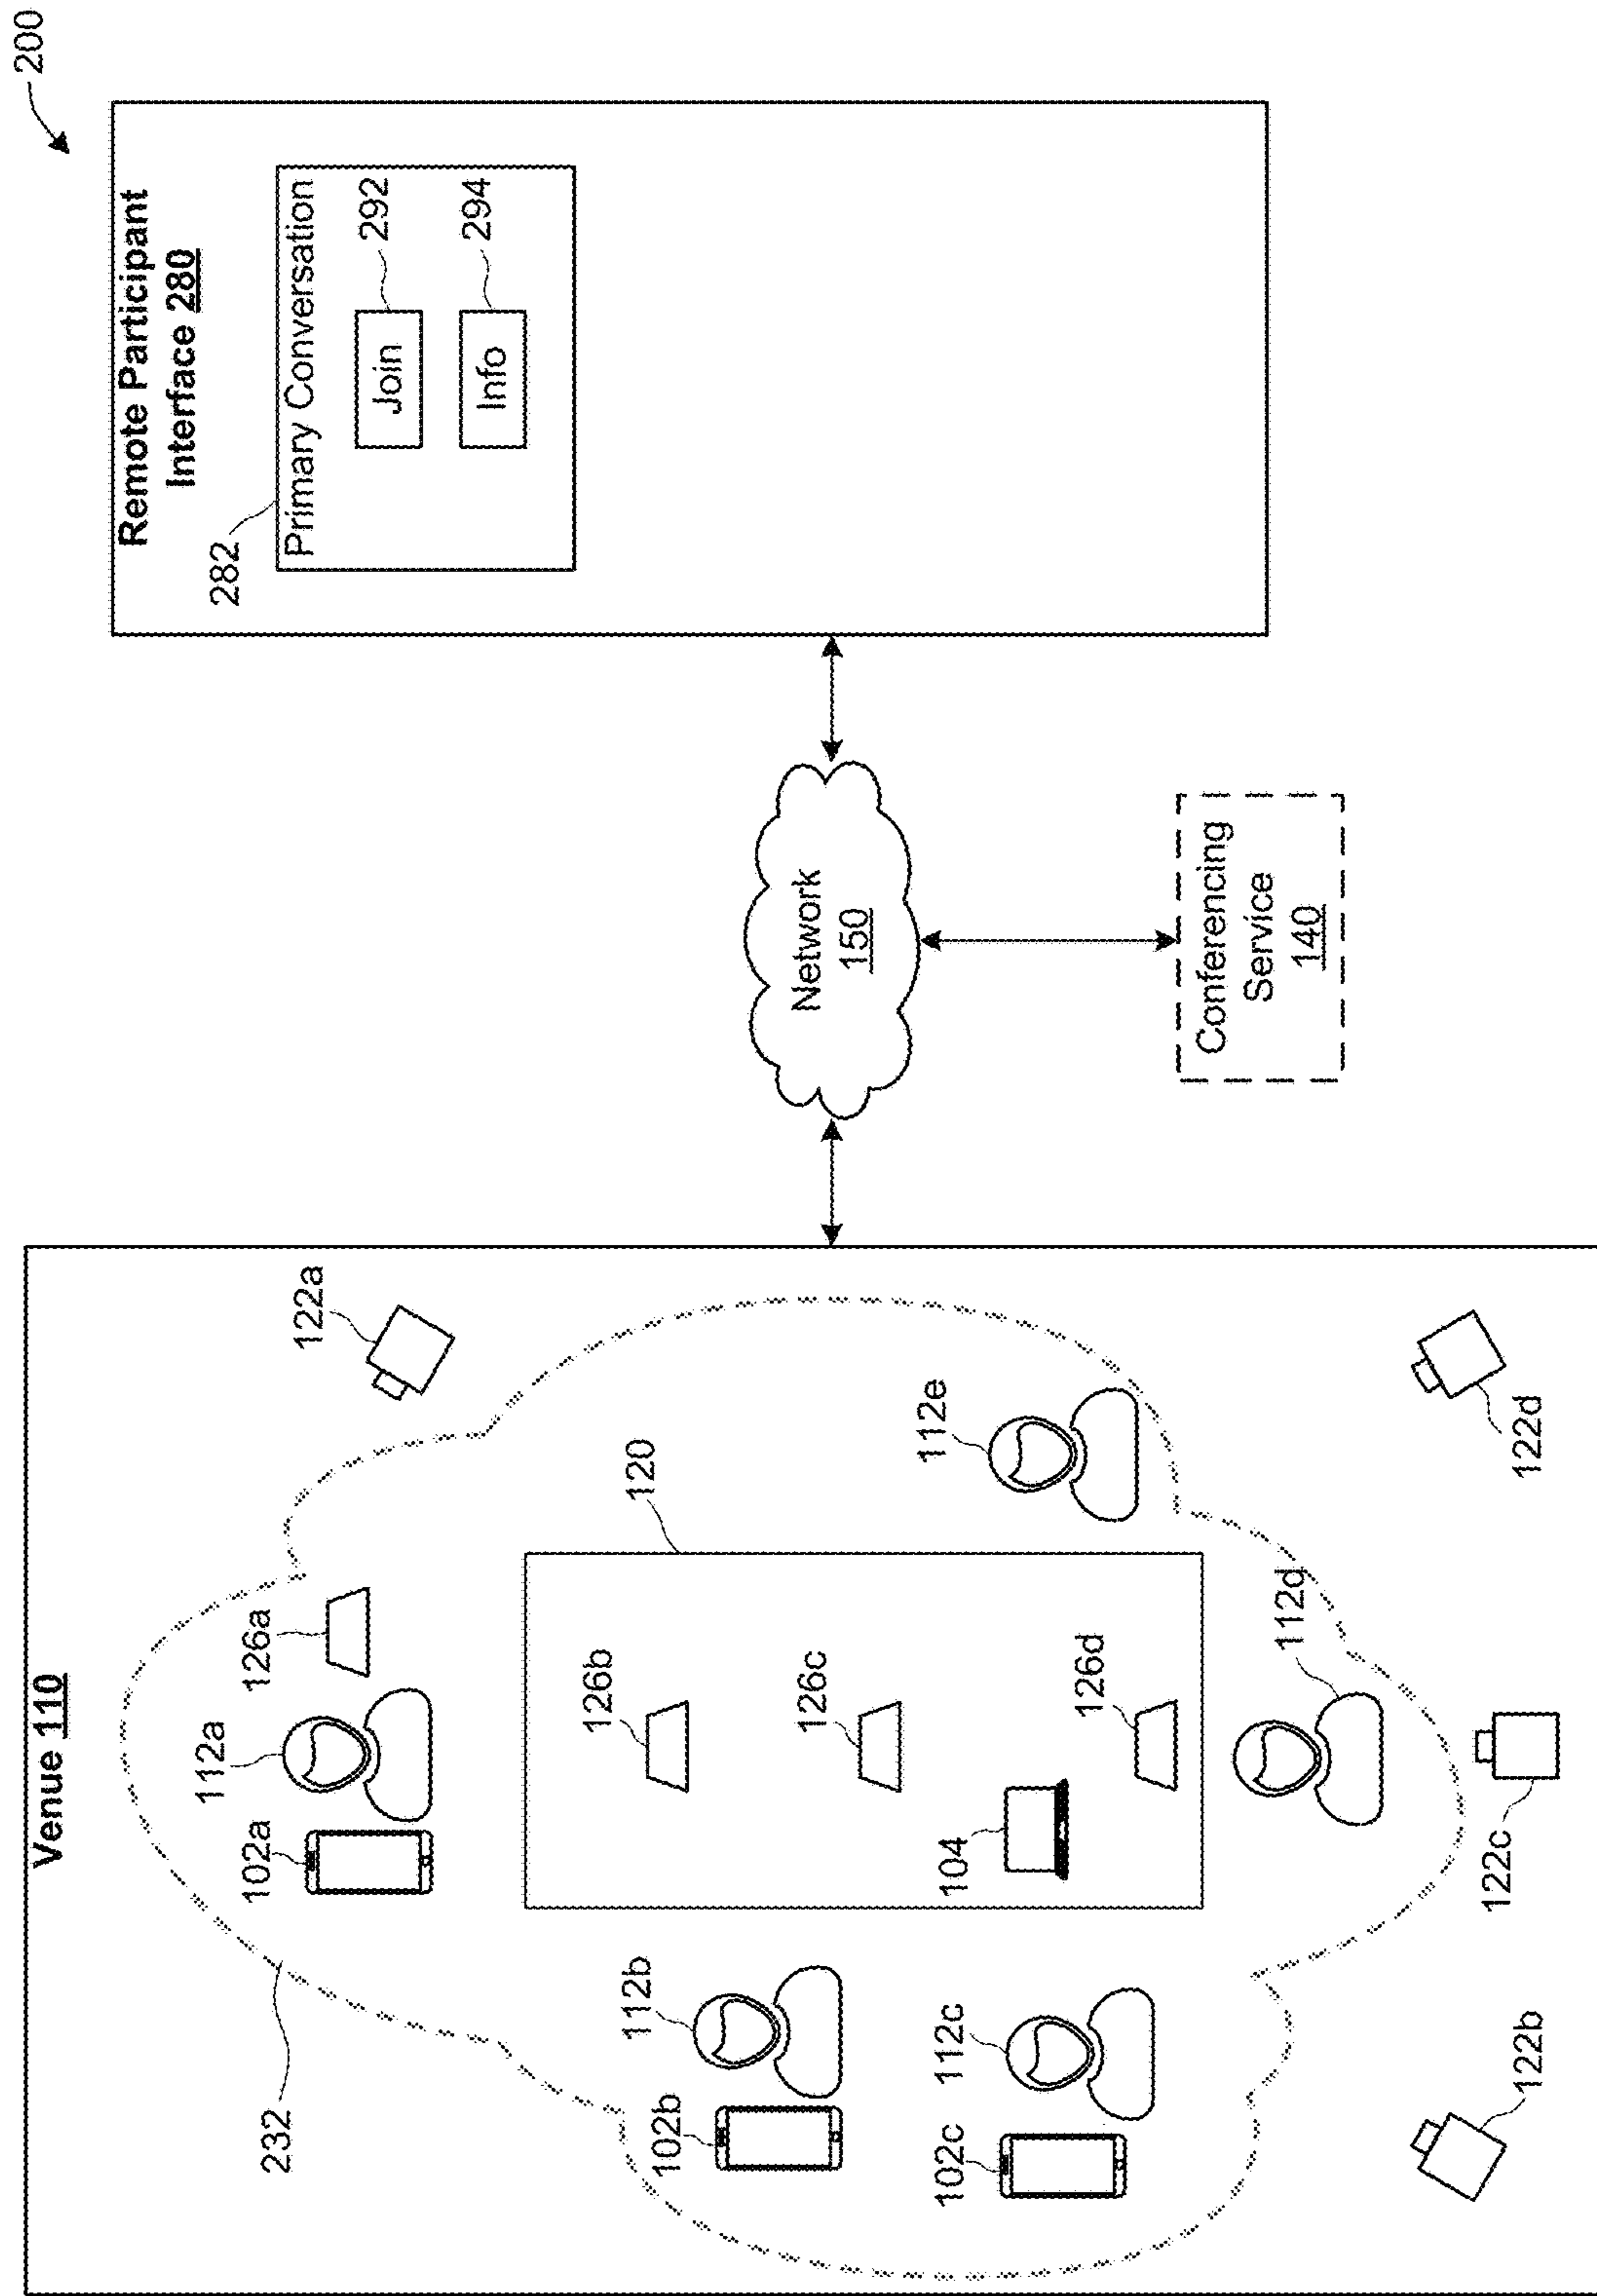 200
Venue 110
232
102a
112a
126a
122a
102b
112b
126b
120
102c
112c
104
126c
126d
112e
112d
122b
122c
122d
Network
150
Conferencing
Service
140
Remote Participant
Interface 280
282
Primary Conversation
Join
292
Info
294